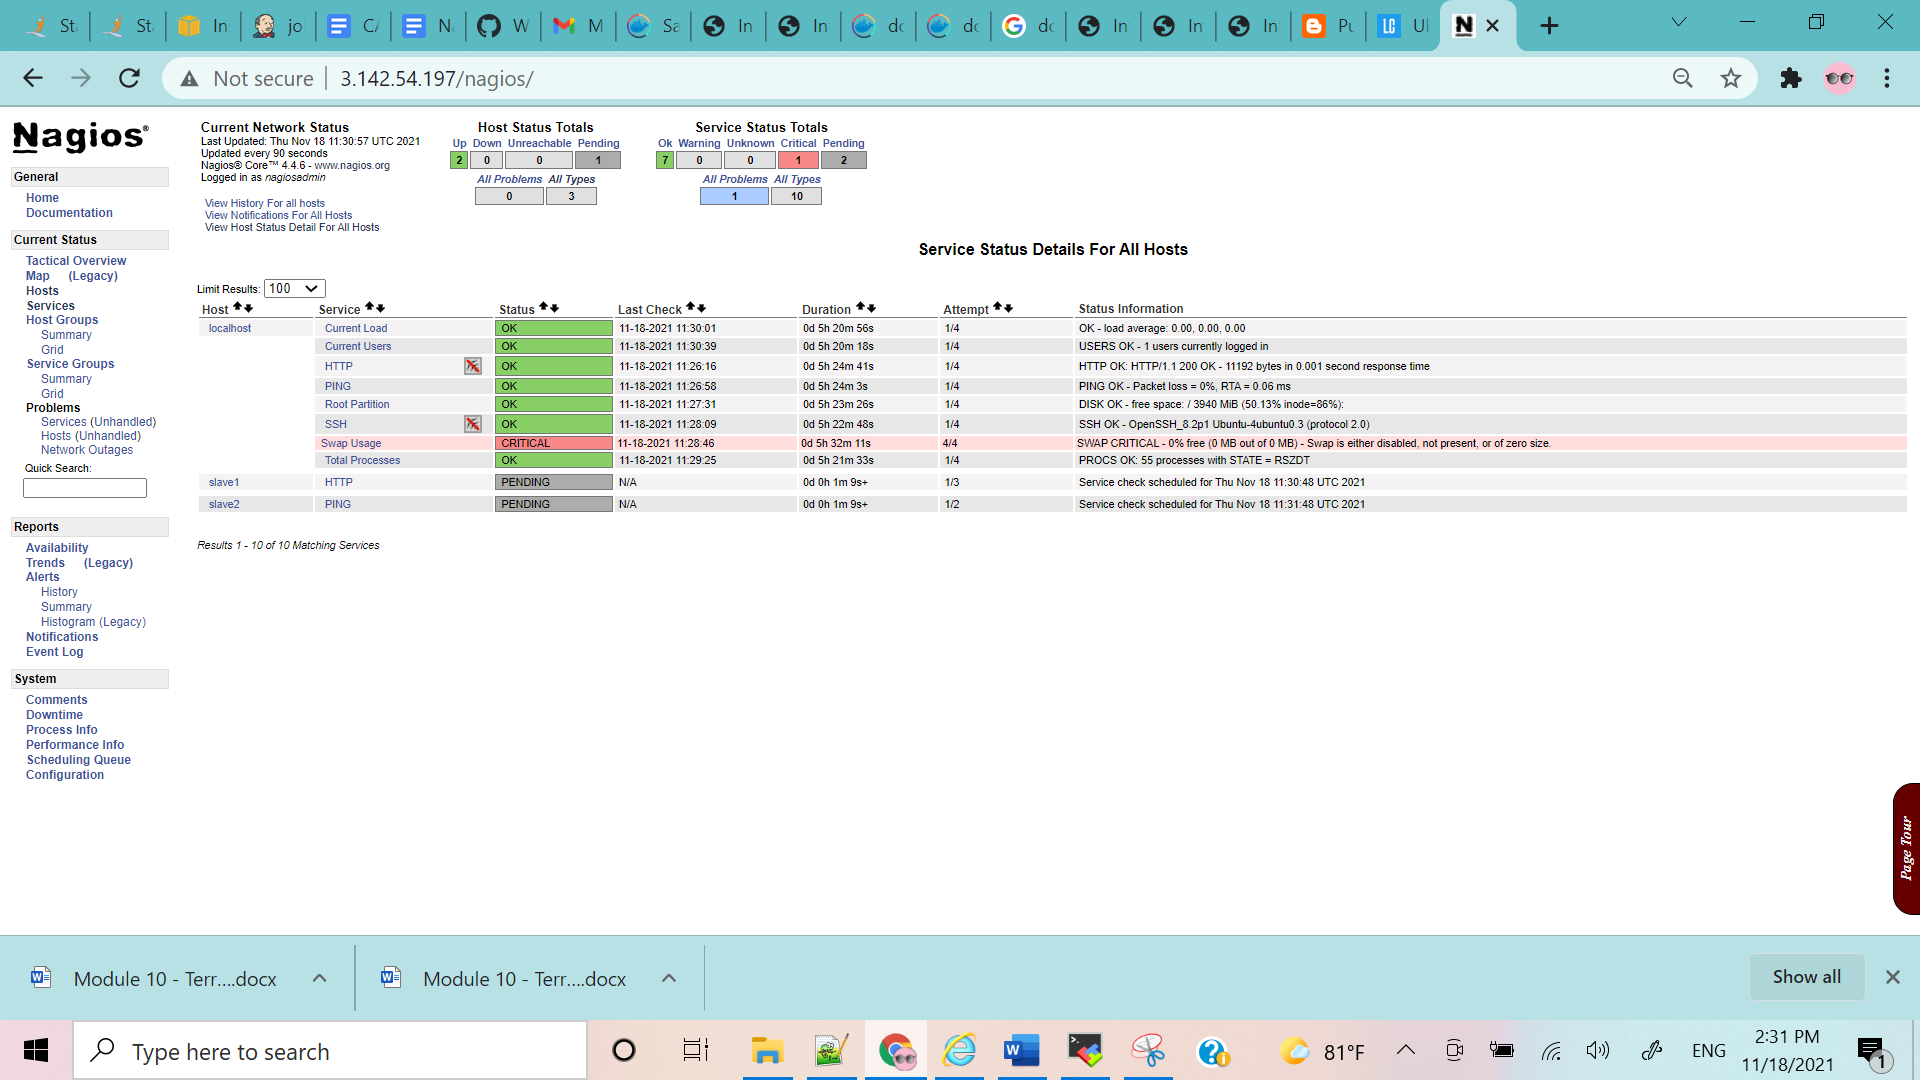 St
St
In
jo
CA
Na
W
M
Sa
In
In
do
do
do
In
In
In
Pu
Ub
Not secure
3.142.54.197/nagios/
Nagios®
General
Home
Documentation
Current Status
Tactical Overview
Map (Legacy)
Hosts
Services
Host Groups
Summary
Grid
Service Groups
Summary
Grid
Problems
Services (Unhandled)
Hosts (Unhandled)
Network Outages
Quick Search:
Reports
Availability
Trends (Legacy)
Alerts
History
Summary
Histogram (Legacy)
Notifications
Event Log
System
Comments
Downtime
Process Info
Performance Info
Scheduling Queue
Configuration
Current Network Status
Last Updated: Thu Nov 18 11:30:57 UTC 2021
Updated every 90 seconds
Nagios® Core™ 4.4.6 - www.nagios.org
Logged in as nagiosadmin
View History For all hosts
View Notifications For All Hosts
View Host Status Detail For All Hosts
Host Status Totals
Up Down Unreachable Pending
2 0 0 1
All Problems All Types
0 3
Service Status Totals
Ok Warning Unknown Critical Pending
7 0 0 1 2
All Problems All Types
1 10
Service Status Details For All Hosts
Limit Results: 100
Host Service Status Last Check Duration Attempt Status Information
localhost Current Load OK 11-18-2021 11:30:01 0d 5h 20m 56s 1/4 OK - load average: 0.00, 0.00, 0.00
Current Users OK 11-18-2021 11:30:39 0d 5h 20m 18s 1/4 USERS OK - 1 users currently logged in
HTTP OK 11-18-2021 11:26:16 0d 5h 24m 41s 1/4 HTTP OK: HTTP/1.1 200 OK - 11192 bytes in 0.001 second response time
PING OK 11-18-2021 11:26:58 0d 5h 24m 3s 1/4 PING OK - Packet loss = 0%, RTA = 0.06 ms
Root Partition OK 11-18-2021 11:27:31 0d 5h 23m 26s 1/4 DISK OK - free space: / 3940 MiB (50.13% inode=86%):
SSH OK 11-18-2021 11:28:09 0d 5h 22m 48s 1/4 SSH OK - OpenSSH_8.2p1 Ubuntu-4ubuntu0.3 (protocol 2.0)
Swap Usage CRITICAL 11-18-2021 11:28:46 0d 5h 32m 11s 4/4 SWAP CRITICAL - 0% free (0 MB out of 0 MB) - Swap is either disabled, not present, or of zero size.
Total Processes OK 11-18-2021 11:29:25 0d 5h 21m 33s 1/4 PROCS OK: 55 processes with STATE = RSZDT
slave1 HTTP PENDING N/A 0d 0h 1m 9s+ 1/3 Service check scheduled for Thu Nov 18 11:30:48 UTC 2021
slave2 PING PENDING N/A 0d 0h 1m 9s+ 1/2 Service check scheduled for Thu Nov 18 11:31:48 UTC 2021
Results 1 - 10 of 10 Matching Services
Page Tour
Module 10 - Terr....docx
Module 10 - Terr....docx
Show all
Type here to search
81°F
ENG
2:31 PM
11/18/2021
1